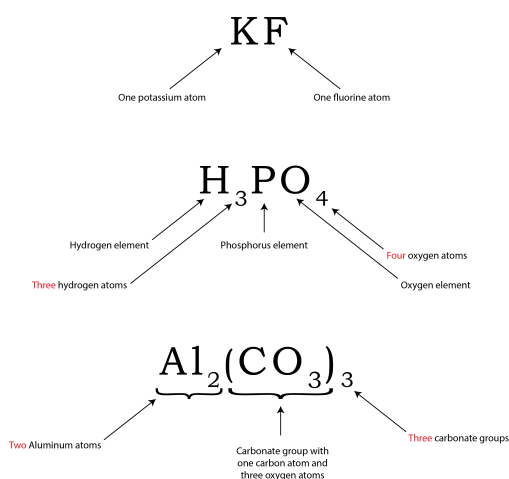 KF
One potassium atom
One fluorine atom
H3PO4
Hydrogen element
Phosphorus element
Four oxygen atoms
Three hydrogen atoms
Oxygen element
Al2(CO3)3
Two Aluminum atoms
Three carbonate groups
Carbonate group with
one carbon atom and
three oxygen atoms